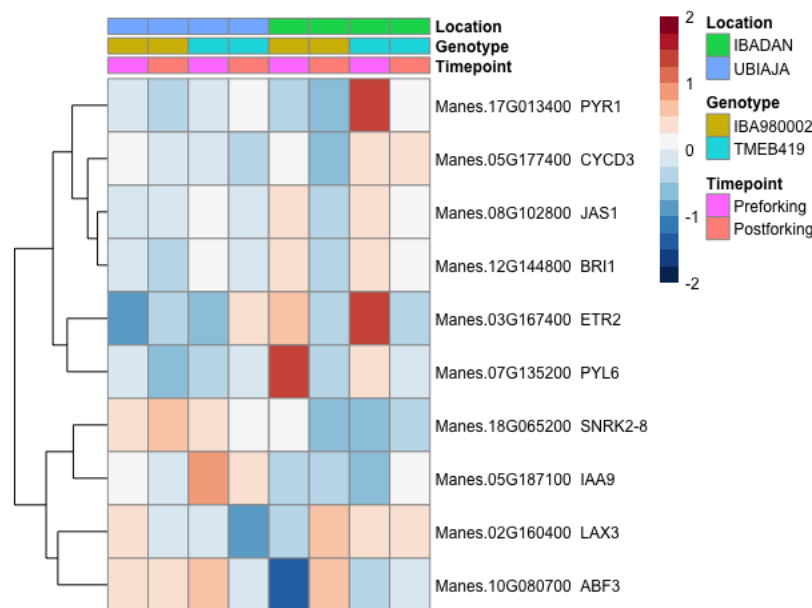 Location
Genotype
Timepoint
Manes.17G013400 PYR1
Manes.05G177400 CYCD3
Manes.08G102800 JAS1
Manes.12G144800 BRI1
Manes.03G167400 ETR2
Manes.07G135200 PYL6
Manes.18G065200 SNRK2-8
Manes.05G187100 IAA9
Manes.02G160400 LAX3
Manes.10G080700 ABF3
2
1
0
-1
-2
Location
IBADAN
UBIAJA
Genotype
IBA980002
TMEB419
Timepoint
Preforking
Postforking